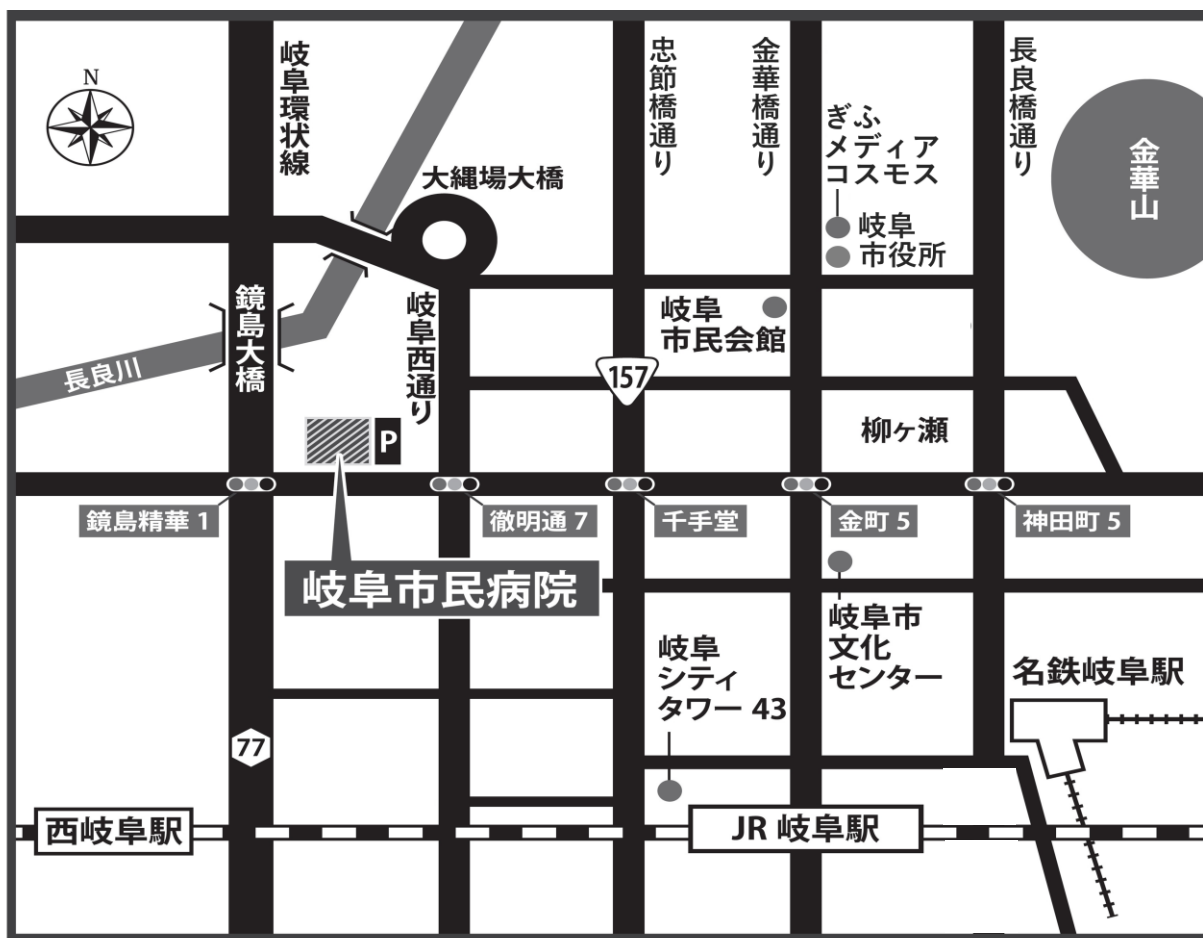 N
岐阜環状線
忠節橋通り
金華橋通り
長良橋通り
ぎふ
メディア
コスモス
岐阜
市役所
金華山
大縄場大橋
鏡島大橋
長良川
岐阜西通り
岐阜
市民会館
157
P
柳ヶ瀬
鏡島精華 1
徹明通 7
千手堂
金町 5
神田町 5
岐阜市民病院
岐阜市
文化
センター
岐阜
シティ
タワー 43
名鉄岐阜駅
77
西岐阜駅
JR 岐阜駅